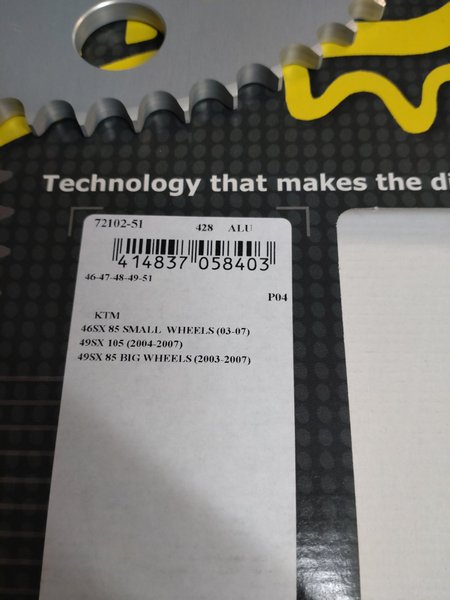 Technology that makes the di
72102-51 428 ALU
414837 058403
46-47-48-49-51
P04
KTM
46SX 85 SMALL WHEELS (03-07)
49SX 105 (2004-2007)
49SX 85 BIG WHEELS (2003-2007)